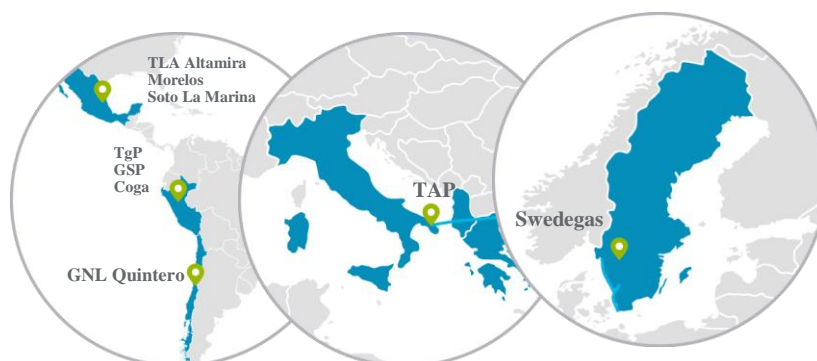 TLA Altamira
Morelos
Soto La Marina
TgP
GSP
Coga
GNL Quintero
TAP
Swedegas